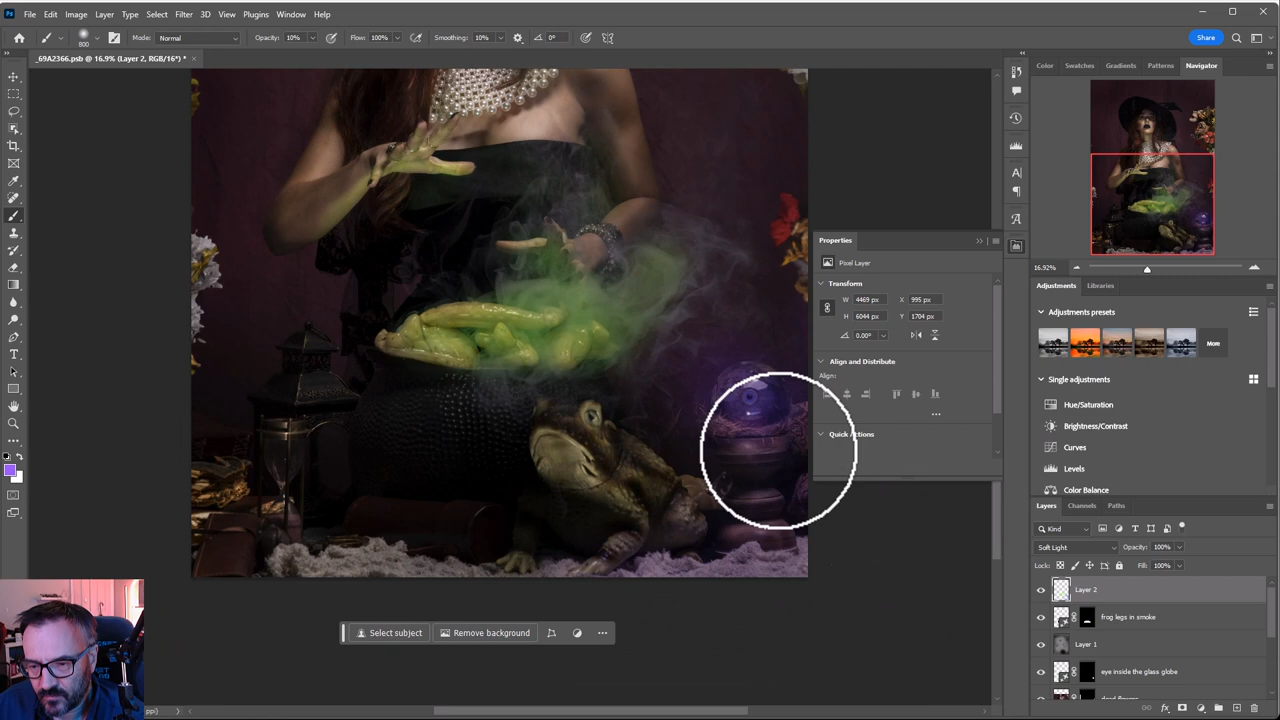 Ps File Edit Image Layer Type Select Filter 3D View Plugins Window Help
800 Mode: Normal Opacity: 10% Flow: 100% Smoothing: 10% 0° Share
_69A2366.psb @ 16.9% (Layer 2, RGB/16*) * ×
Color Swatches Gradients Patterns Navigator
16.92%
Properties
Pixel Layer
Transform
W 4469 px X 995 px
H 6044 px Y 1704 px
0.00°
Align and Distribute
Align:
Adjustments Libraries
Adjustments presets
More
Single adjustments
Hue/Saturation
Brightness/Contrast
Curves
Levels
Color Balance
Layers Channels Paths
Kind
Soft Light Opacity: 100%
Lock: Fill: 100%
Layer 2
frog legs in smoke
Layer 1
eye inside the glass globe
dead flowers
Select subject Remove background
ppi)